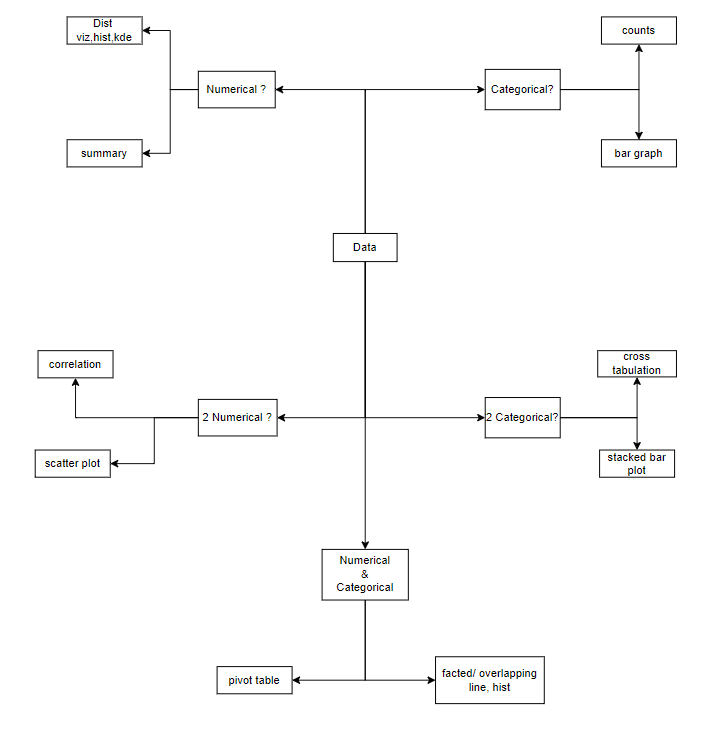 Dist
viz,hist,kde
counts
Numerical ?
Categorical?
summary
bar graph
Data
correlation
cross
tabulation
2 Numerical ?
2 Categorical?
scatter plot
stacked bar
plot
Numerical
&
Categorical
pivot table
facted/ overlapping
line, hist